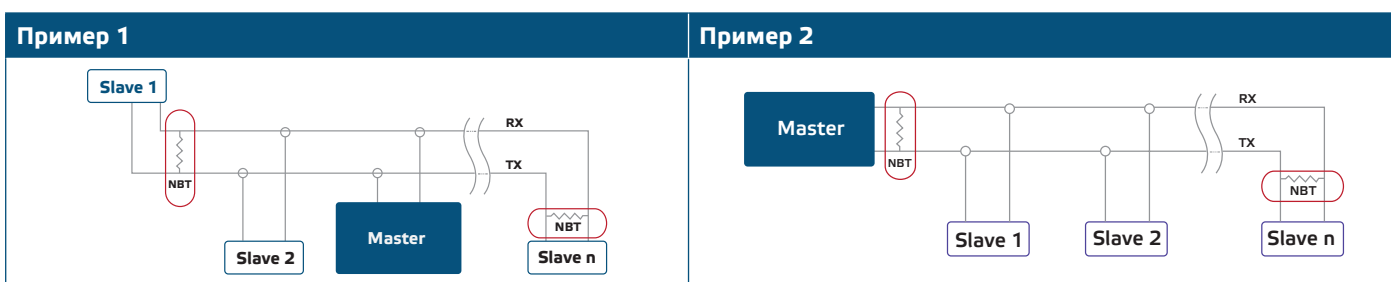 Пример 1
Slave 1
RX
TX
NBT
NBT
Master
Slave 2
Slave n
Пример 2
Master
RX
TX
NBT
NBT
Slave 1
Slave 2
Slave n